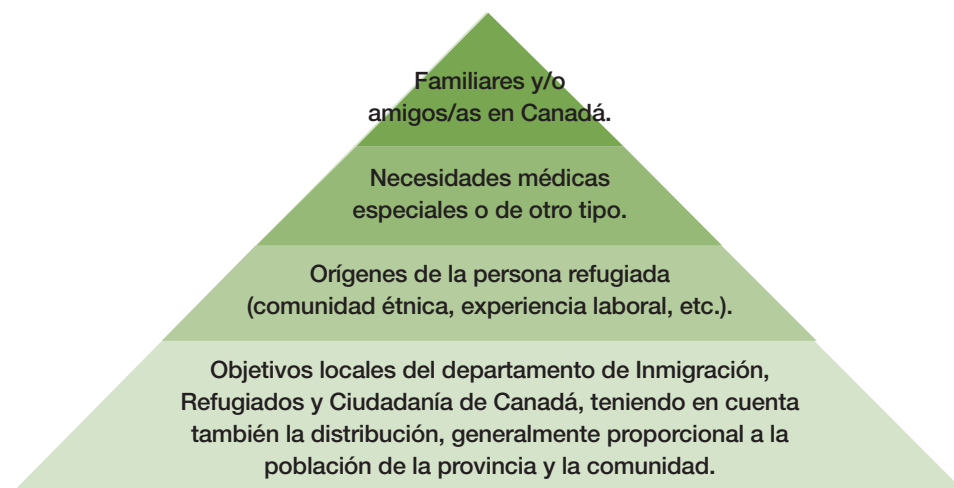 Familiares y/o
amigos/as en Canadá.
Necesidades médicas
especiales o de otro tipo.
Orígenes de la persona refugiada
(comunidad étnica, experiencia laboral, etc.).
Objetivos locales del departamento de Inmigración,
Refugiados y Ciudadanía de Canadá, teniendo en cuenta
también la distribución, generalmente proporcional a la
población de la provincia y la comunidad.